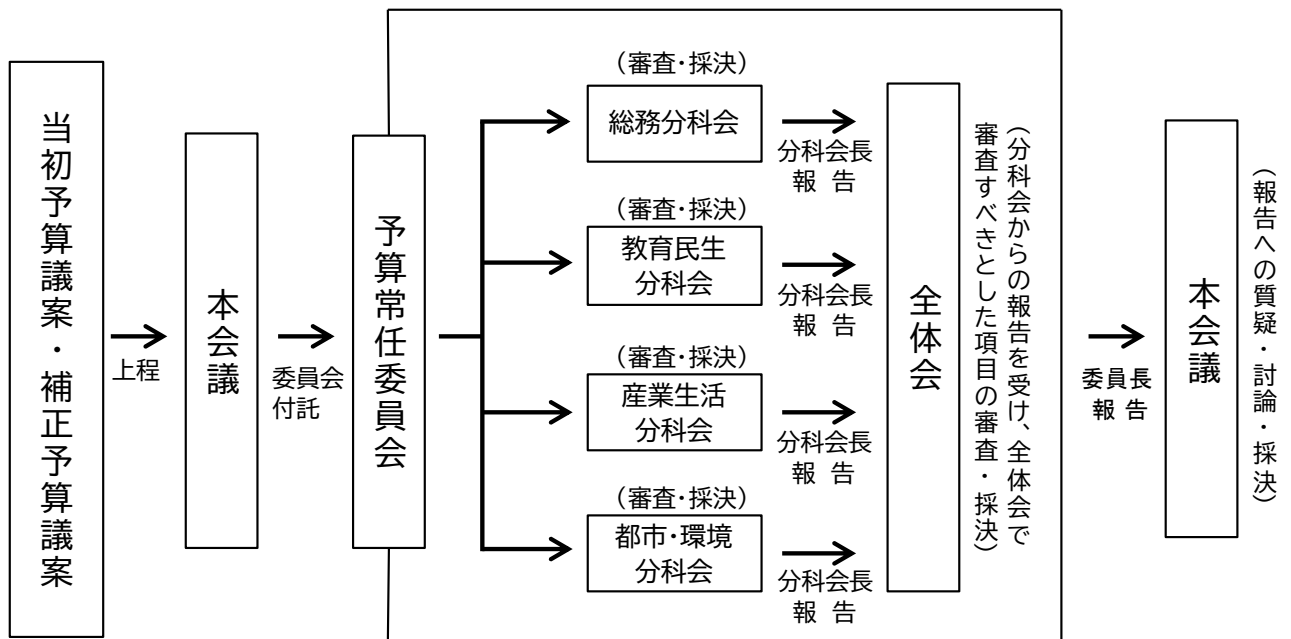 当初予算議案・補正予算議案
上程
本会議
委員会
付託
予算常任委員会
（審査・採決）
総務分科会
分科会長
報 告
（審査・採決）
教育民生
分科会
分科会長
報 告
（審査・採決）
産業生活
分科会
分科会長
報 告
（審査・採決）
都市・環境
分科会
分科会長
報 告
全体会
（分科会からの報告を受け、全体会で
審査すべきとした項目の審査・採決）
委員長
報 告
本会議
（報告への質疑・討論・採決）